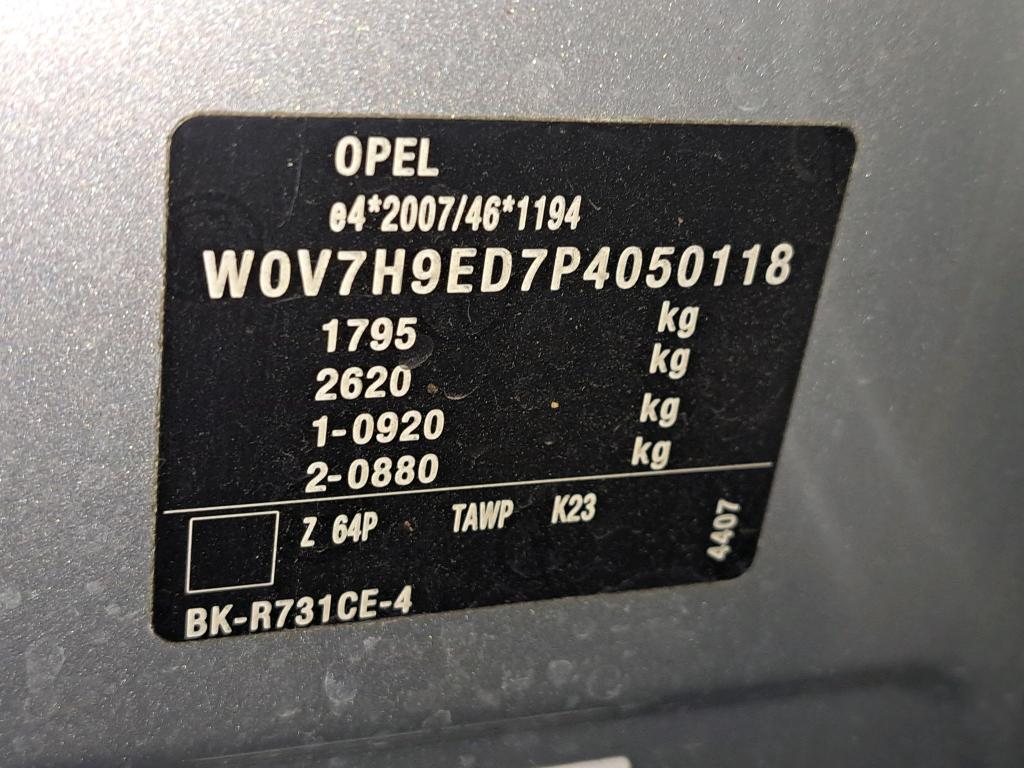 OPEL
e4*2007/46*1194
W0V7H9ED7P4050118
1795 kg
2620 kg
1-0920 kg
2-0880 kg
Z 64P TAWP K23
4407
BK-R731CE-4